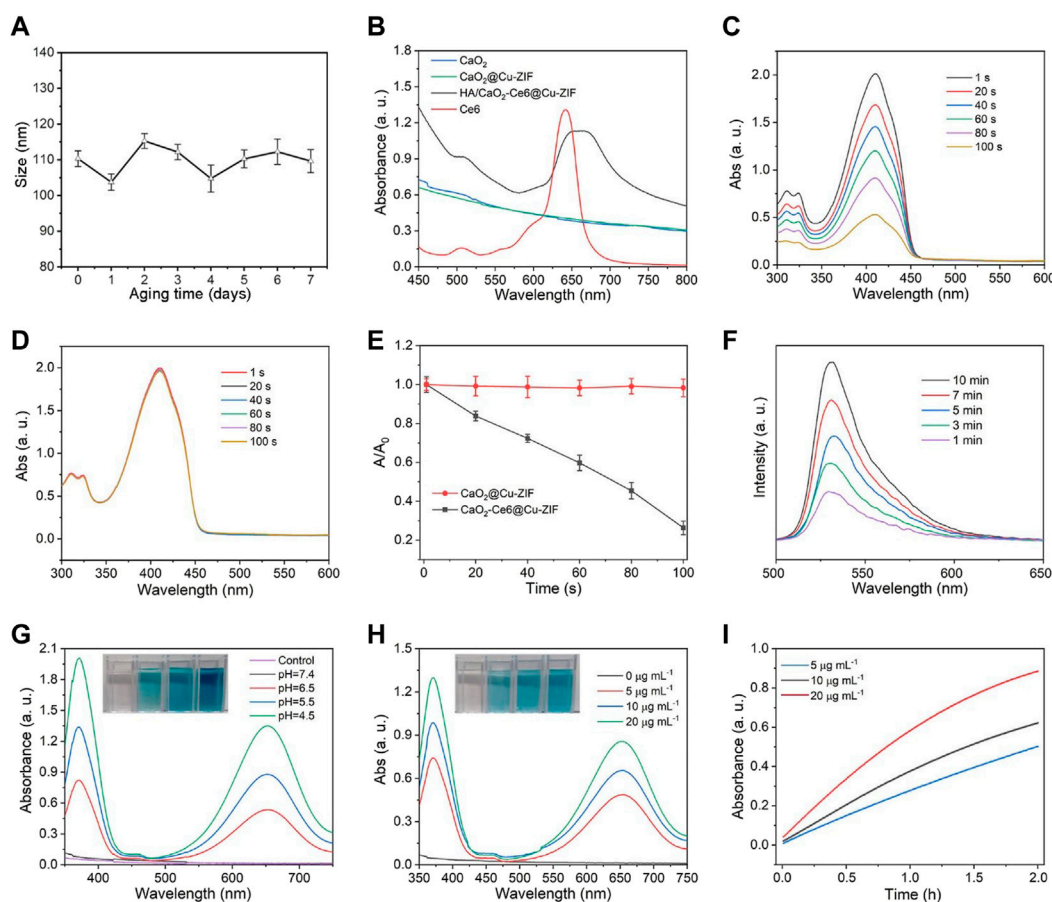 A
Size (nm)
140
130
120
110
100
90
80
0 1 2 3 4 5 6 7
Aging time (days)
B
Absorbance (a. u.)
1.8
1.5
1.2
0.9
0.6
0.3
0.0
CaO₂
CaO₂@Cu-ZIF
HA/CaO₂-Ce6@Cu-ZIF
Ce6
450 500 550 600 650 700 750 800
Wavelength (nm)
C
Abs (a. u.)
2.0
1.5
1.0
0.5
0.0
1 s
20 s
40 s
60 s
80 s
100 s
300 350 400 450 500 550 600
Wavelength (nm)
D
Abs (a. u.)
2.0
1.5
1.0
0.5
0.0
1 s
20 s
40 s
60 s
80 s
100 s
300 350 400 450 500 550 600
Wavelength (nm)
E
A/A₀
1.2
1.0
0.8
0.6
0.4
0.2
CaO₂@Cu-ZIF
CaO₂-Ce6@Cu-ZIF
0 20 40 60 80 100
Time (s)
F
Intensity (a. u.)
10 min
7 min
5 min
3 min
1 min
500 550 600 650
Wavelength (nm)
G
Absorbance (a. u.)
2.1
1.8
1.5
1.2
0.9
0.6
0.3
0.0
Control
pH=7.4
pH=6.5
pH=5.5
pH=4.5
400 500 600 700
Wavelength (nm)
H
Abs (a. u.)
1.5
1.2
0.9
0.6
0.3
0.0
0 μg mL⁻¹
5 μg mL⁻¹
10 μg mL⁻¹
20 μg mL⁻¹
350 400 450 500 550 600 650 700 750
Wavelength (nm)
I
Absorbance (a. u.)
1.0
0.8
0.6
0.4
0.2
0.0
5 μg mL⁻¹
10 μg mL⁻¹
20 μg mL⁻¹
0.0 0.5 1.0 1.5 2.0
Time (h)